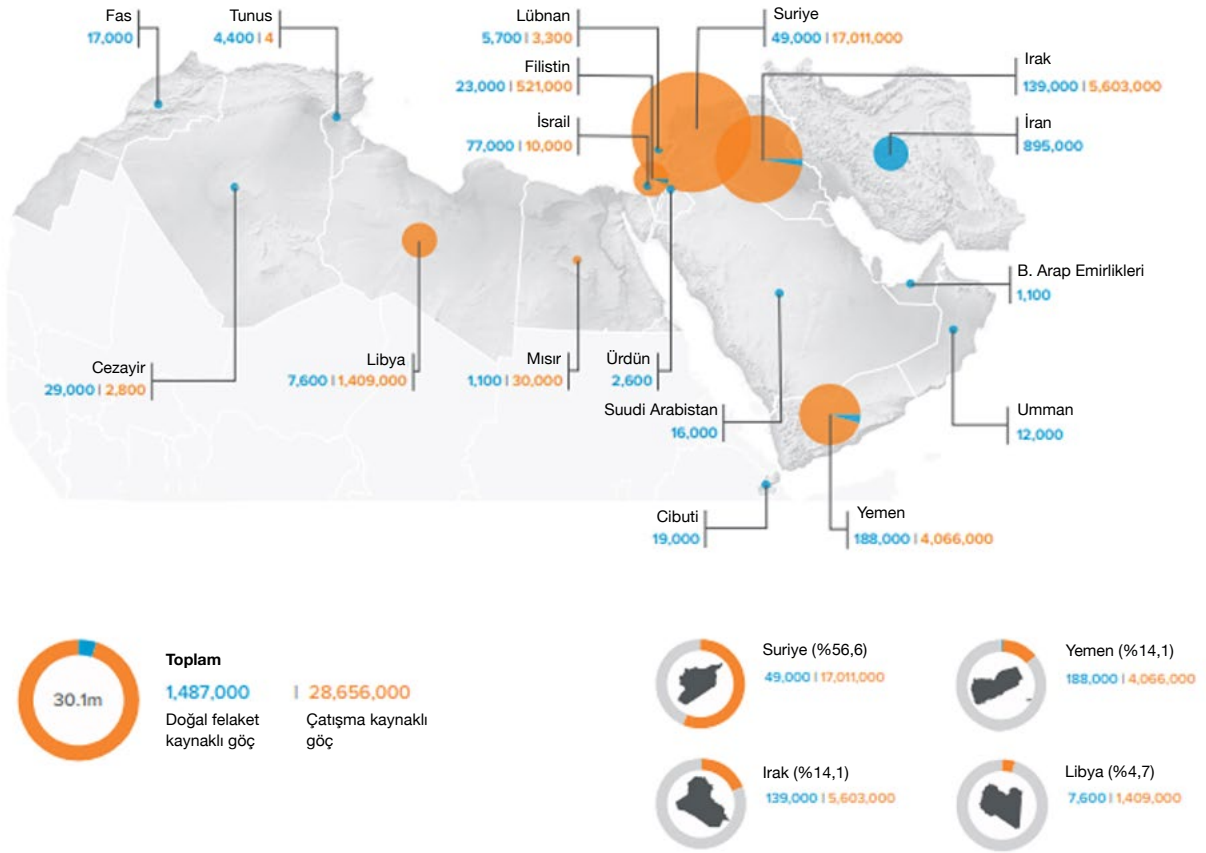 Fas
17,000
Tunus
4,400 | 4
Lübnan
5,700 | 3,300
Suriye
49,000 | 17,011,000
Filistin
23,000 | 521,000
Irak
139,000 | 5,603,000
İsrail
77,000 | 10,000
İran
895,000
B. Arap Emirlikleri
1,100
Cezayir
29,000 | 2,800
Libya
7,600 | 1,409,000
Mısır
1,100 | 30,000
Ürdün
2,600
Suudi Arabistan
16,000
Umman
12,000
Cibuti
19,000
Yemen
188,000 | 4,066,000
30.1m
Toplam
1,487,000 | 28,656,000
Doğal felaket
kaynaklı göç
Çatışma kaynaklı
göç
Suriye (%56,6)
49,000 | 17,011,000
Yemen (%14,1)
188,000 | 4,066,000
Irak (%14,1)
139,000 | 5,603,000
Libya (%4,7)
7,600 | 1,409,000